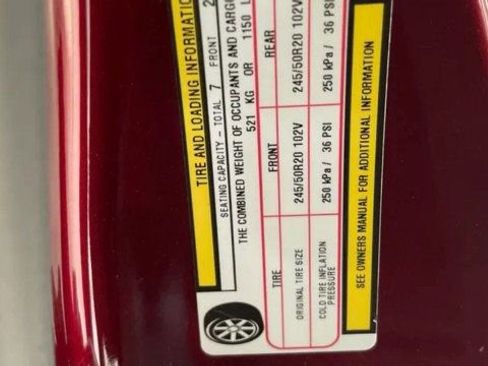 TIRE AND LOADING INFORMATIO
SEATING CAPACITY - TOTAL 7 FRONT 2
THE COMBINED WEIGHT OF OCCUPANTS AND CARGO
521 KG OR 1150 L
TIRE FRONT REAR
ORIGINAL TIRE SIZE 245/50R20 102V 245/50R20 102V
COLD TIRE INFLATION PRESSURE 250 kPa / 36 PSI 250 kPa / 36 PSI
SEE OWNERS MANUAL FOR ADDITIONAL INFORMATION